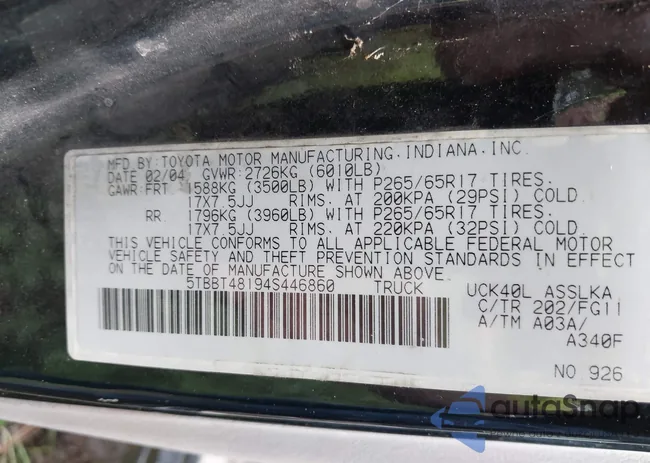 MFD.BY:TOYOTA MOTOR MANUFACTURING.INDIANA.INC.
DATE 02/04 GVWR:2726KG (6010LB)
GAWR:FRT 1588KG (3500LB) WITH P265/65R17 TIRES.
17X7.5JJ RIMS. AT 200KPA (29PSI) COLD.
RR 1796KG (3960LB) WITH P265/65R17 TIRES.
17X7.5JJ RIMS. AT 220KPA (32PSI) COLD.
THIS VEHICLE CONFORMS TO ALL APPLICABLE FEDERAL MOTOR
VEHICLE SAFETY AND THEFT PREVENTION STANDARDS IN EFFECT
ON THE DATE OF MANUFACTURE SHOWN ABOVE.
5TBBT48194S446860 TRUCK
UCK40L ASSLKA
C/TR 202/FG11
A/TM A03A/
A340F
NO 926
autoSnap